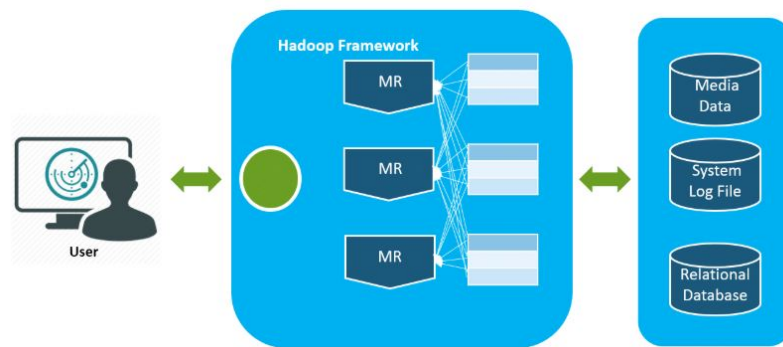 Hadoop Framework
MR
MR
MR
Media
Data
System
Log File
Relational
Database
User